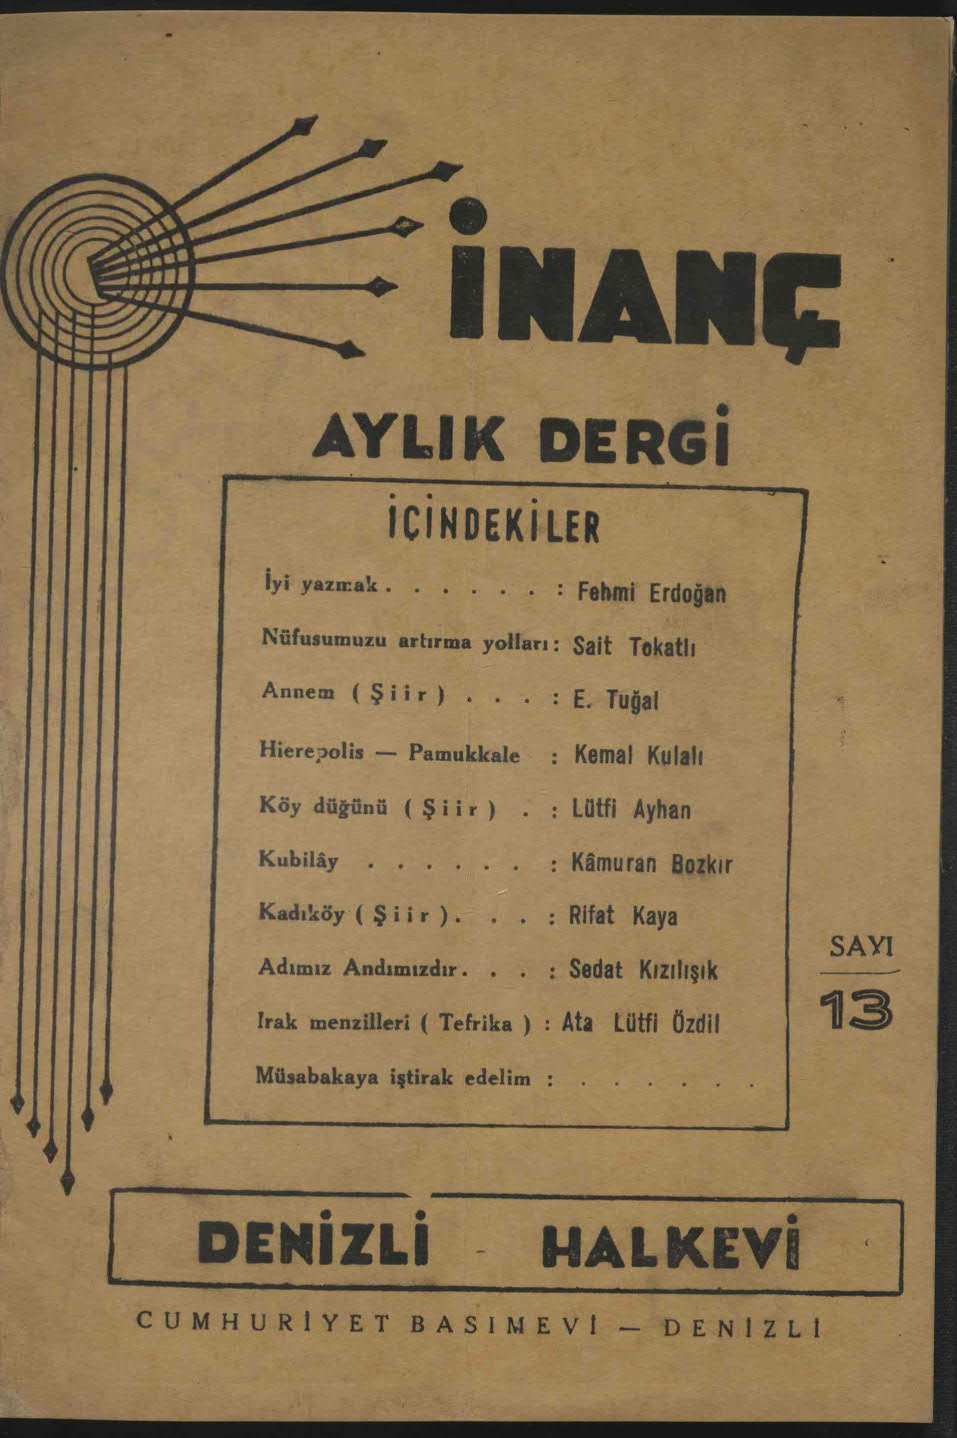 İNANÇ
AYLIK DERGİ
İÇİNDEKİLER
İyi yazmak . . . . . . : Fehmi Erdoğan
Nüfusumuzu artırma yolları : Sait Tokatlı
Annem ( Şiir ) . . . : E. Tuğal
Hierepolis — Pamukkale : Kemal Kulalı
Köy düğünü ( Şiir ) . : Lütfi Ayhan
Kubilây . . . . . . : Kâmuran Bozkır
Kadıköy ( Şiir ) . . . : Rifat Kaya
Adımız Andımızdır . . . : Sedat Kızılışık
Irak menzilleri ( Tefrika ) : Ata Lütfi Özdil
Müsabakaya iştirak edelim : . . . . . .
SAYI
13
DENİZLİ - HALKEVİ
CUMHURİYET BASIMEVİ — DENİZLİ